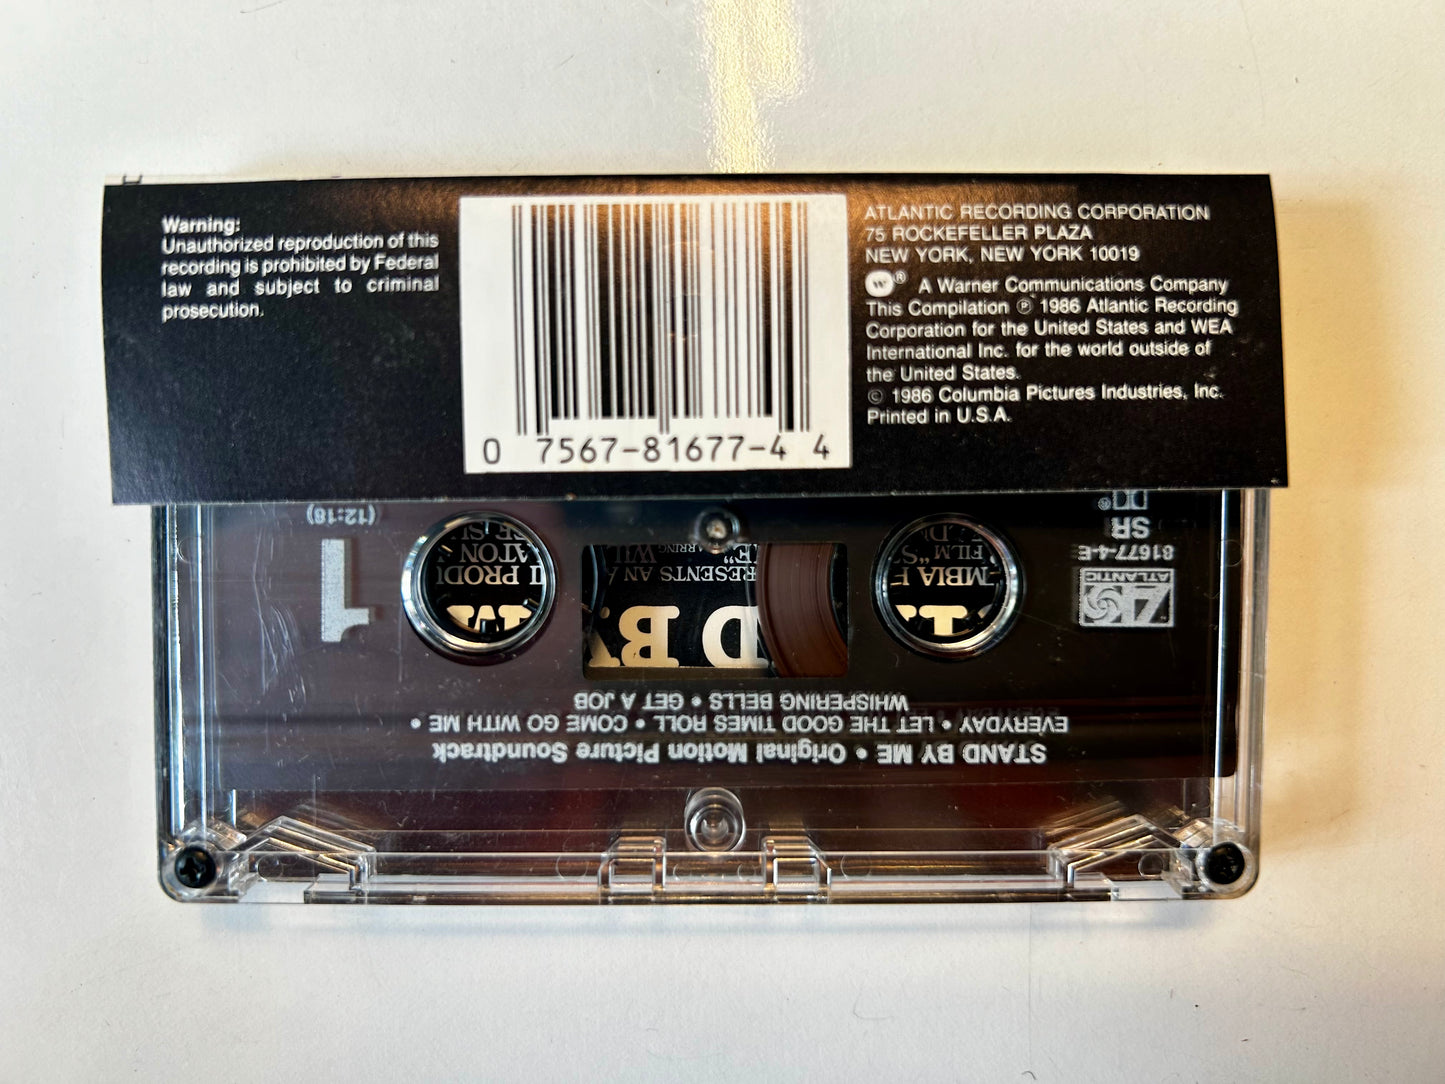 Warning:
Unauthorized reproduction of this
recording is prohibited by Federal
law and subject to criminal
prosecution.
0 7567-81677-4 4
ATLANTIC RECORDING CORPORATION
75 ROCKEFELLER PLAZA
NEW YORK, NEW YORK 10019
W® A Warner Communications Company
This Compilation ℗ 1986 Atlantic Recording
Corporation for the United States and WEA
International Inc. for the world outside of
the United States.
© 1986 Columbia Pictures Industries, Inc.
Printed in U.S.A.
STAND BY ME • Original Motion Picture Soundtrack
EVERYDAY • LET THE GOOD TIMES ROLL • COME GO WITH ME •
WHISPERING BELLS • GET A JOB
ATLANTIC
81677-4-E
SR
1
(12:18)
D B